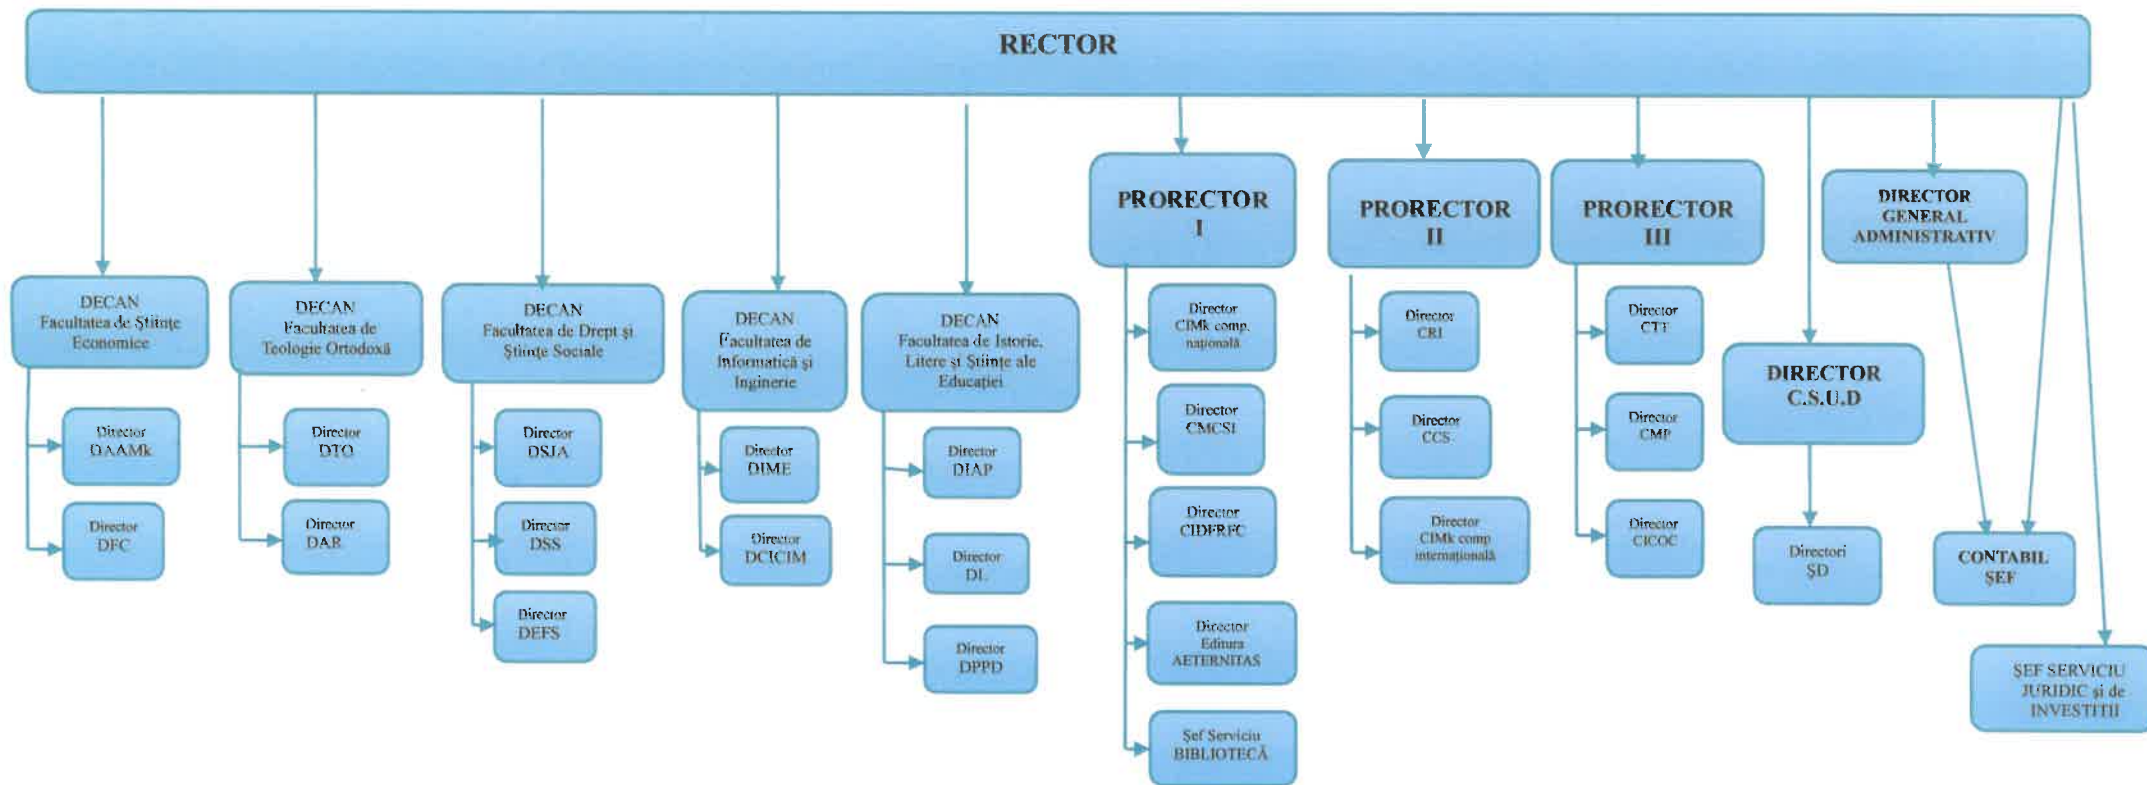 RECTOR
DECAN
Facultatea de Științe
Economice
Director
DAAMk
Director
DFC
DECAN
Facultatea de
Teologie Ortodoxă
Director
DTO
Director
DAR
DECAN
Facultatea de Drept și
Științe Sociale
Director
DSJA
Director
DSS
Director
DEFS
DECAN
Facultatea de
Informatică și
Inginerie
Director
DIME
Director
DCICIM
DECAN
Facultatea de Istorie,
Litere și Științe ale
Educației
Director
DIAP
Director
DL
Director
DPPD
PRORECTOR
I
Director
CIMk comp.
națională
Director
CMCSI
Director
CIDFRFC
Director
Editura
AETERNITAS
Șef Serviciu
BIBLIOTECĂ
PRORECTOR
II
Director
CRI
Director
CCS
Director
CIMk comp
internațională
PRORECTOR
III
Director
CTT
Director
CMP
Director
CICOC
DIRECTOR
C.S.U.D
Directori
ȘD
DIRECTOR
GENERAL
ADMINISTRATIV
CONTABIL
ȘEF
ȘEF SERVICIU
JURIDIC și de
INVESTITII